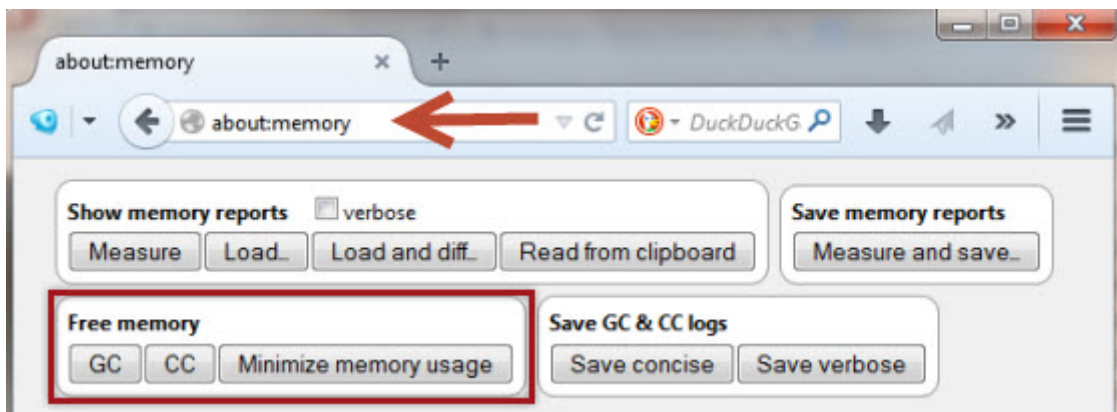 about:memory
about:memory
DuckDuckG
Show memory reports verbose
Measure Load... Load and diff... Read from clipboard
Save memory reports
Measure and save...
Free memory
GC CC Minimize memory usage
Save GC & CC logs
Save concise Save verbose